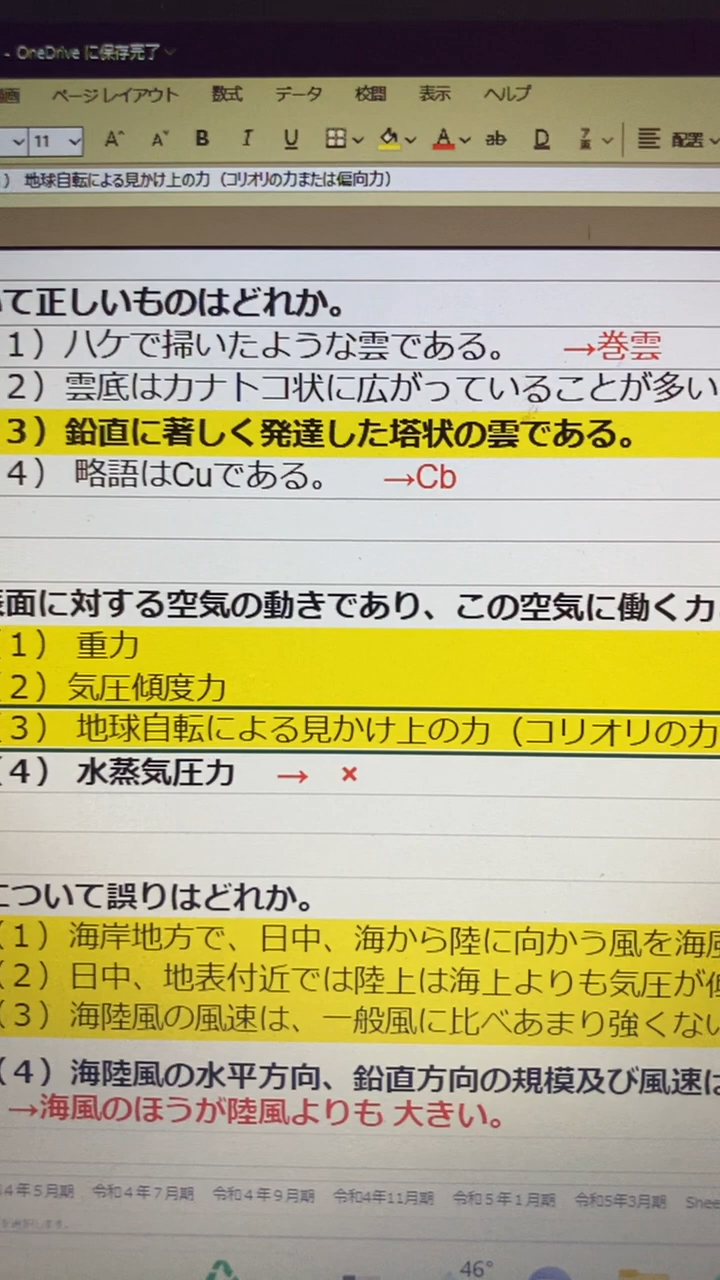 - OneDrive に保存完了
ページレイアウト 数式 データ 校閲 表示 ヘルプ
11 A^ A˅ B I U A ab D 配置
） 地球自転による見かけ上の力（コリオリの力または偏向力）
て正しいものはどれか。
1） ハケで掃いたような雲である。 →巻雲
2） 雲底はカナトコ状に広がっていることが多い
3） 鉛直に著しく発達した塔状の雲である。
4） 略語はCuである。 →Cb
面に対する空気の動きであり、この空気に働く力
（1） 重力
（2） 気圧傾度力
（3） 地球自転による見かけ上の力（コリオリの力
（4） 水蒸気圧力 → ×
について誤りはどれか。
（1） 海岸地方で、日中、海から陸に向かう風を海風
（2） 日中、地表付近では陸上は海上よりも気圧が低
（3） 海陸風の風速は、一般風に比べあまり強くない
（4） 海陸風の水平方向、鉛直方向の規模及び風速は
→海風のほうが陸風よりも 大きい。
4年5月期 令和4年7月期 令和4年9月期 令和4年11月期 令和5年1月期 令和5年3月期 Shee
46°